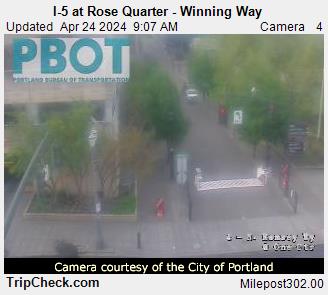 I-5 at Rose Quarter - Winning Way
Updated Apr 24 2024 9:07 AM Camera 4
PBOT
PORTLAND BUREAU OF TRANSPORTATION
Camera courtesy of the City of Portland
TripCheck.com Milepost302.00